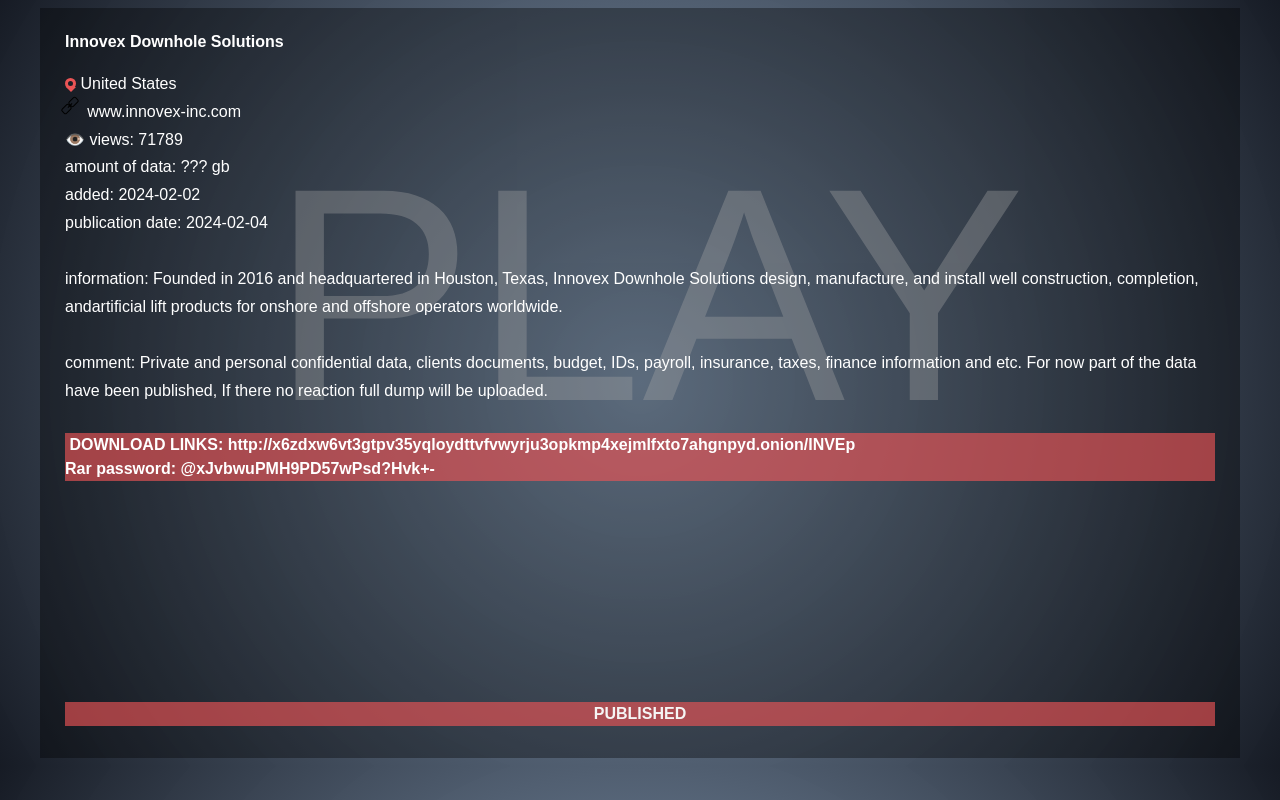 Innovex Downhole Solutions
United States
www.innovex-inc.com
views: 71789
amount of data: ??? gb
added: 2024-02-02
publication date: 2024-02-04
PLAY
information: Founded in 2016 and headquartered in Houston, Texas, Innovex Downhole Solutions design, manufacture, and install well construction, completion,
andartificial lift products for onshore and offshore operators worldwide.
comment: Private and personal confidential data, clients documents, budget, IDs, payroll, insurance, taxes, finance information and etc. For now part of the data
have been published, If there no reaction full dump will be uploaded.
DOWNLOAD LINKS: http://x6zdxw6vt3gtpv35yqloydttvfvwyrju3opkmp4xejmlfxto7ahgnpyd.onion/INVEp
Rar password: @xJvbwuPMH9PD57wPsd?Hvk+-
PUBLISHED